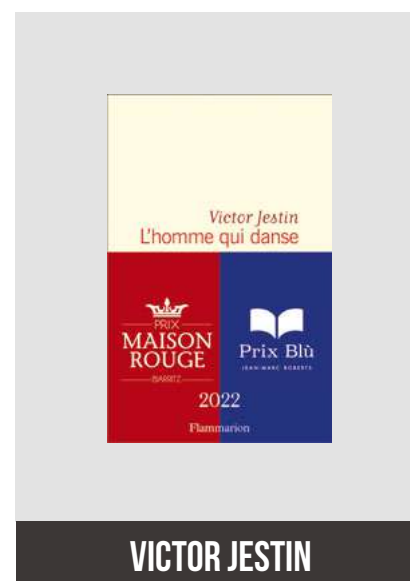 Victor Jestin
L'homme qui danse
PRIX
MAISON
ROUGE
BIARRITZ
Prix Blù
JEAN-MARC ROBERTS
2022
Flammarion
VICTOR JESTIN